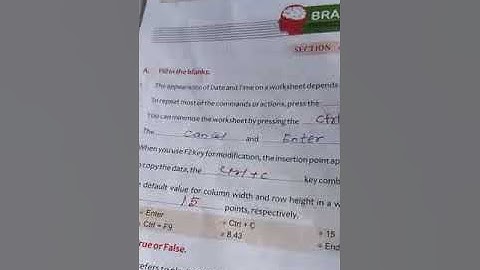 BRA
SECTION
A. Fill in the blanks.
The appearance of Date and Time on a worksheet depends
To repeat most of the commands or actions, press the
You can minimise the worksheet by pressing the Ctrl
The Cancel and Enter
When you use F2 key for modification, the insertion point ap
o copy the data, the Ctrl+C key comb
default value for column width and row height in a w
15 points, respectively.
Enter Ctrl + C 15
Ctrl + F9 8.43 End
rue or False.
refers to